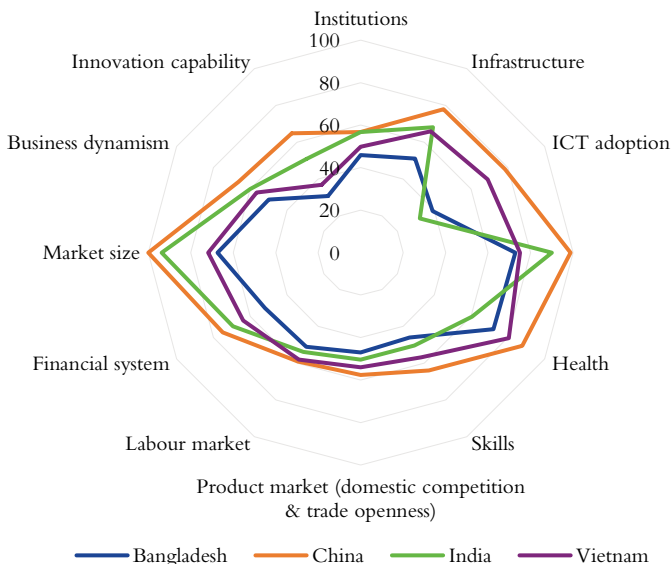 Institutions
100
Innovation capability
Infrastructure
80
60
Business dynamism
ICT adoption
40
20
Market size
0
Financial system
Health
Labour market
Skills
Product market (domestic competition
& trade openness)
Bangladesh
China
India
Vietnam